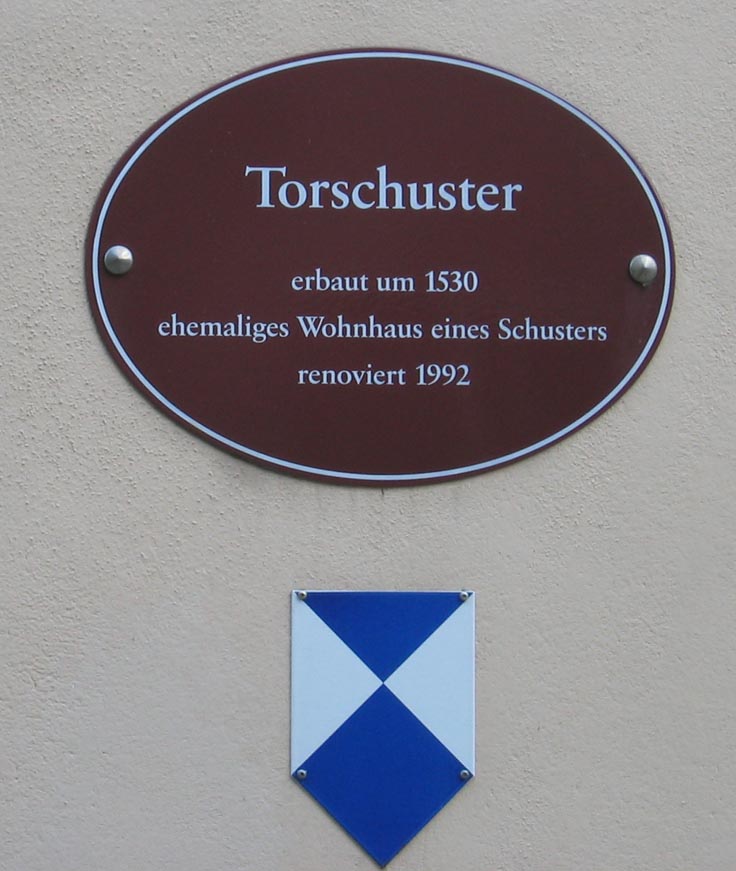 Torschuster
erbaut um 1530
ehemaliges Wohnhaus eines Schusters
renoviert 1992